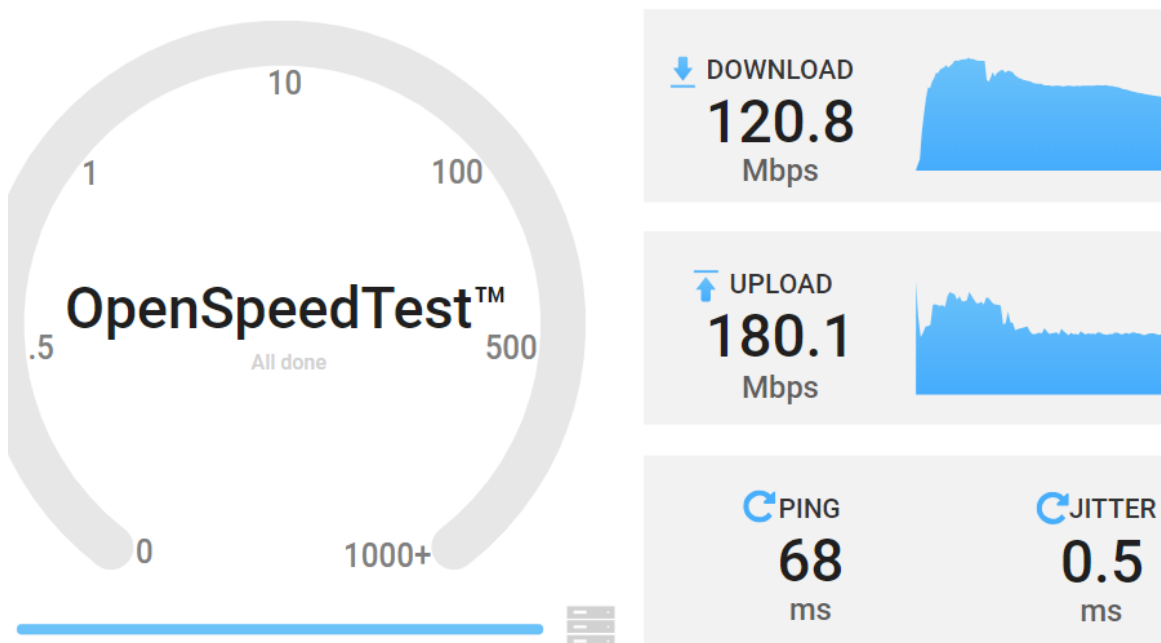 10
1
100
OpenSpeedTest™
.5
500
All done
0
1000+
DOWNLOAD
120.8
Mbps
UPLOAD
180.1
Mbps
PING
68
ms
JITTER
0.5
ms